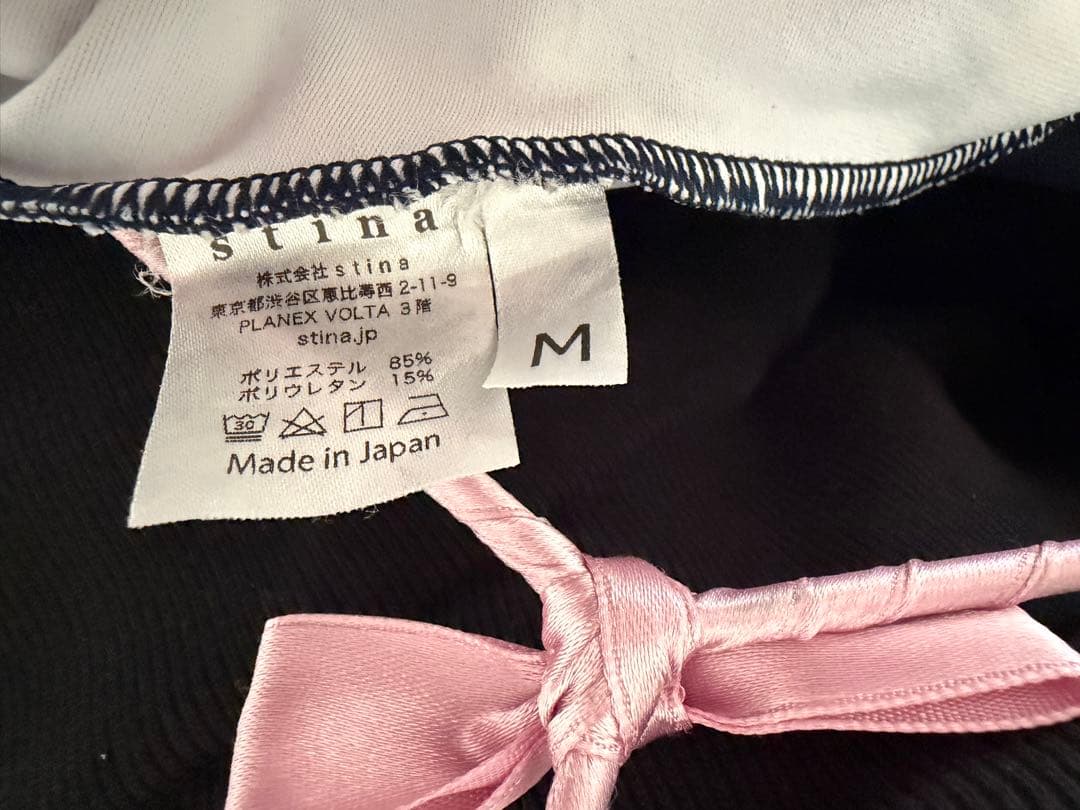 stina
株式会社stina
東京都渋谷区恵比寿西 2-11-9
PLANEX VOLTA 3階
stina.jp
ポリエステル 85%
ポリウレタン 15%
30
Made in Japan
M